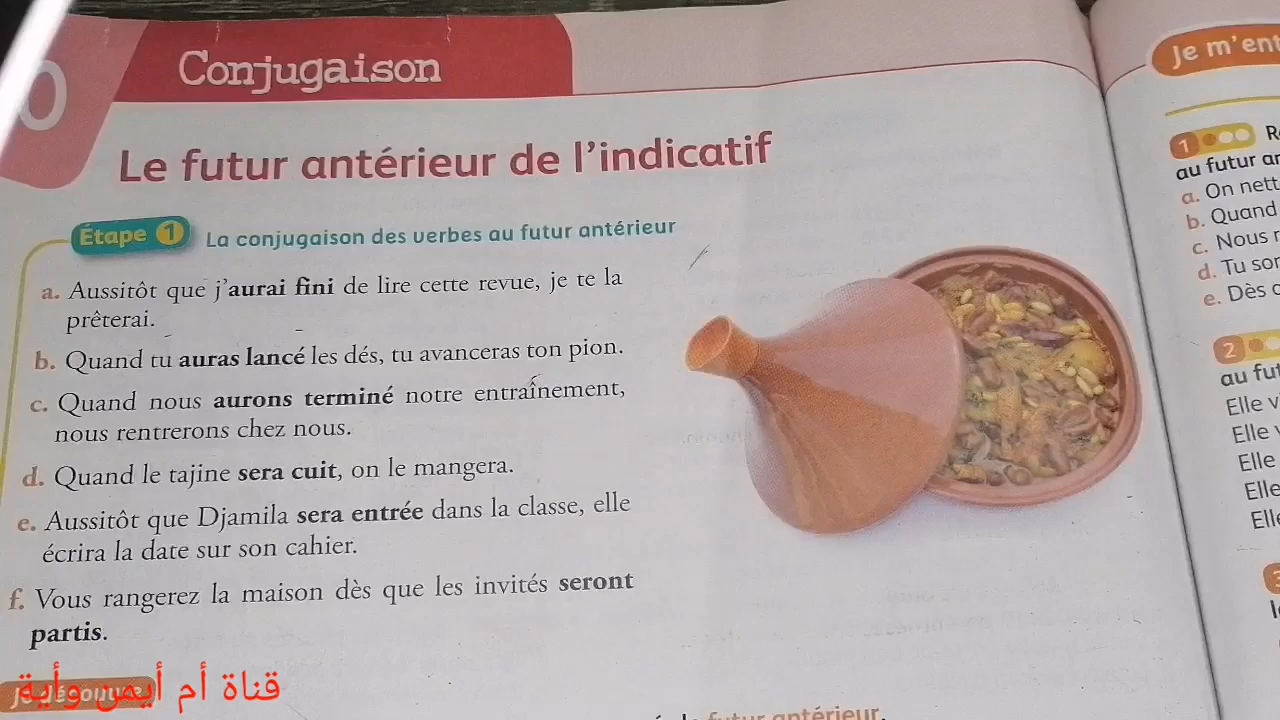 Conjugaison
Le futur antérieur de l'indicatif
Étape 1 La conjugaison des verbes au futur antérieur
a. Aussitôt que j'aurai fini de lire cette revue, je te la
prêterai.
b. Quand tu auras lancé les dés, tu avanceras ton pion.
c. Quand nous aurons terminé notre entraînement,
nous rentrerons chez nous.
d. Quand le tajine sera cuit, on le mangera.
e. Aussitôt que Djamila sera entrée dans la classe, elle
écrira la date sur son cahier.
f. Vous rangerez la maison dès que les invités seront
partis.
Je découvre
قناة أم أيمن وأية
futur antérieur.
Je m'ent
1
au futur
a. On
b. Quand
c. Nous
d. Tu
e. Dès
2
au
Elle
Elle
Elle
Elle
Elle